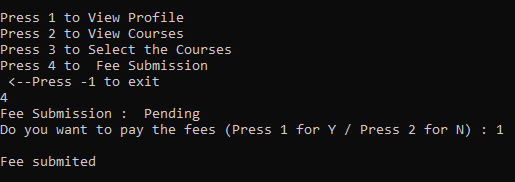 Press 1 to View Profile
Press 2 to View Courses
Press 3 to Select the Courses
Press 4 to  Fee Submission
 <--Press -1 to exit
4
Fee Submission :  Pending
Do you want to pay the fees (Press 1 for Y / Press 2 for N) : 1
Fee submited